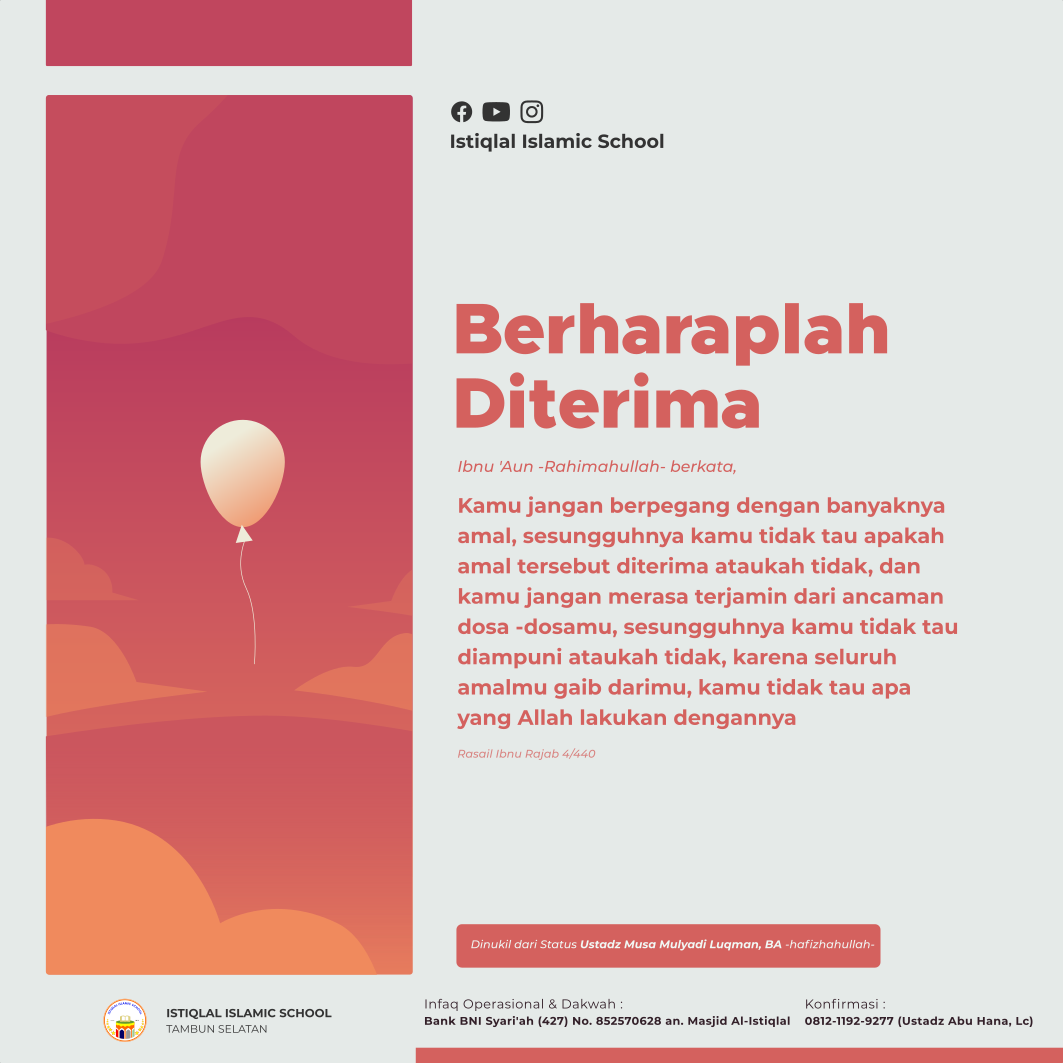 Istiqlal Islamic School
Berharaplah
Diterima
Ibnu 'Aun -Rahimahullah- berkata,
Kamu jangan berpegang dengan banyaknya
amal, sesungguhnya kamu tidak tau apakah
amal tersebut diterima ataukah tidak, dan
kamu jangan merasa terjamin dari ancaman
dosa -dosamu, sesungguhnya kamu tidak tau
diampuni ataukah tidak, karena seluruh
amalmu gaib darimu, kamu tidak tau apa
yang Allah lakukan dengannya
Rasail Ibnu Rajab 4/440
Dinukil dari Status Ustadz Musa Mulyadi Luqman, BA -hafizhahullah-
ISTIQLAL ISLAMIC SCHOOL
TAMBUN SELATAN
Infaq Operasional & Dakwah :
Bank BNI Syari'ah (427) No. 852570628 an. Masjid Al-Istiqlal
Konfirmasi :
0812-1192-9277 (Ustadz Abu Hana, Lc)